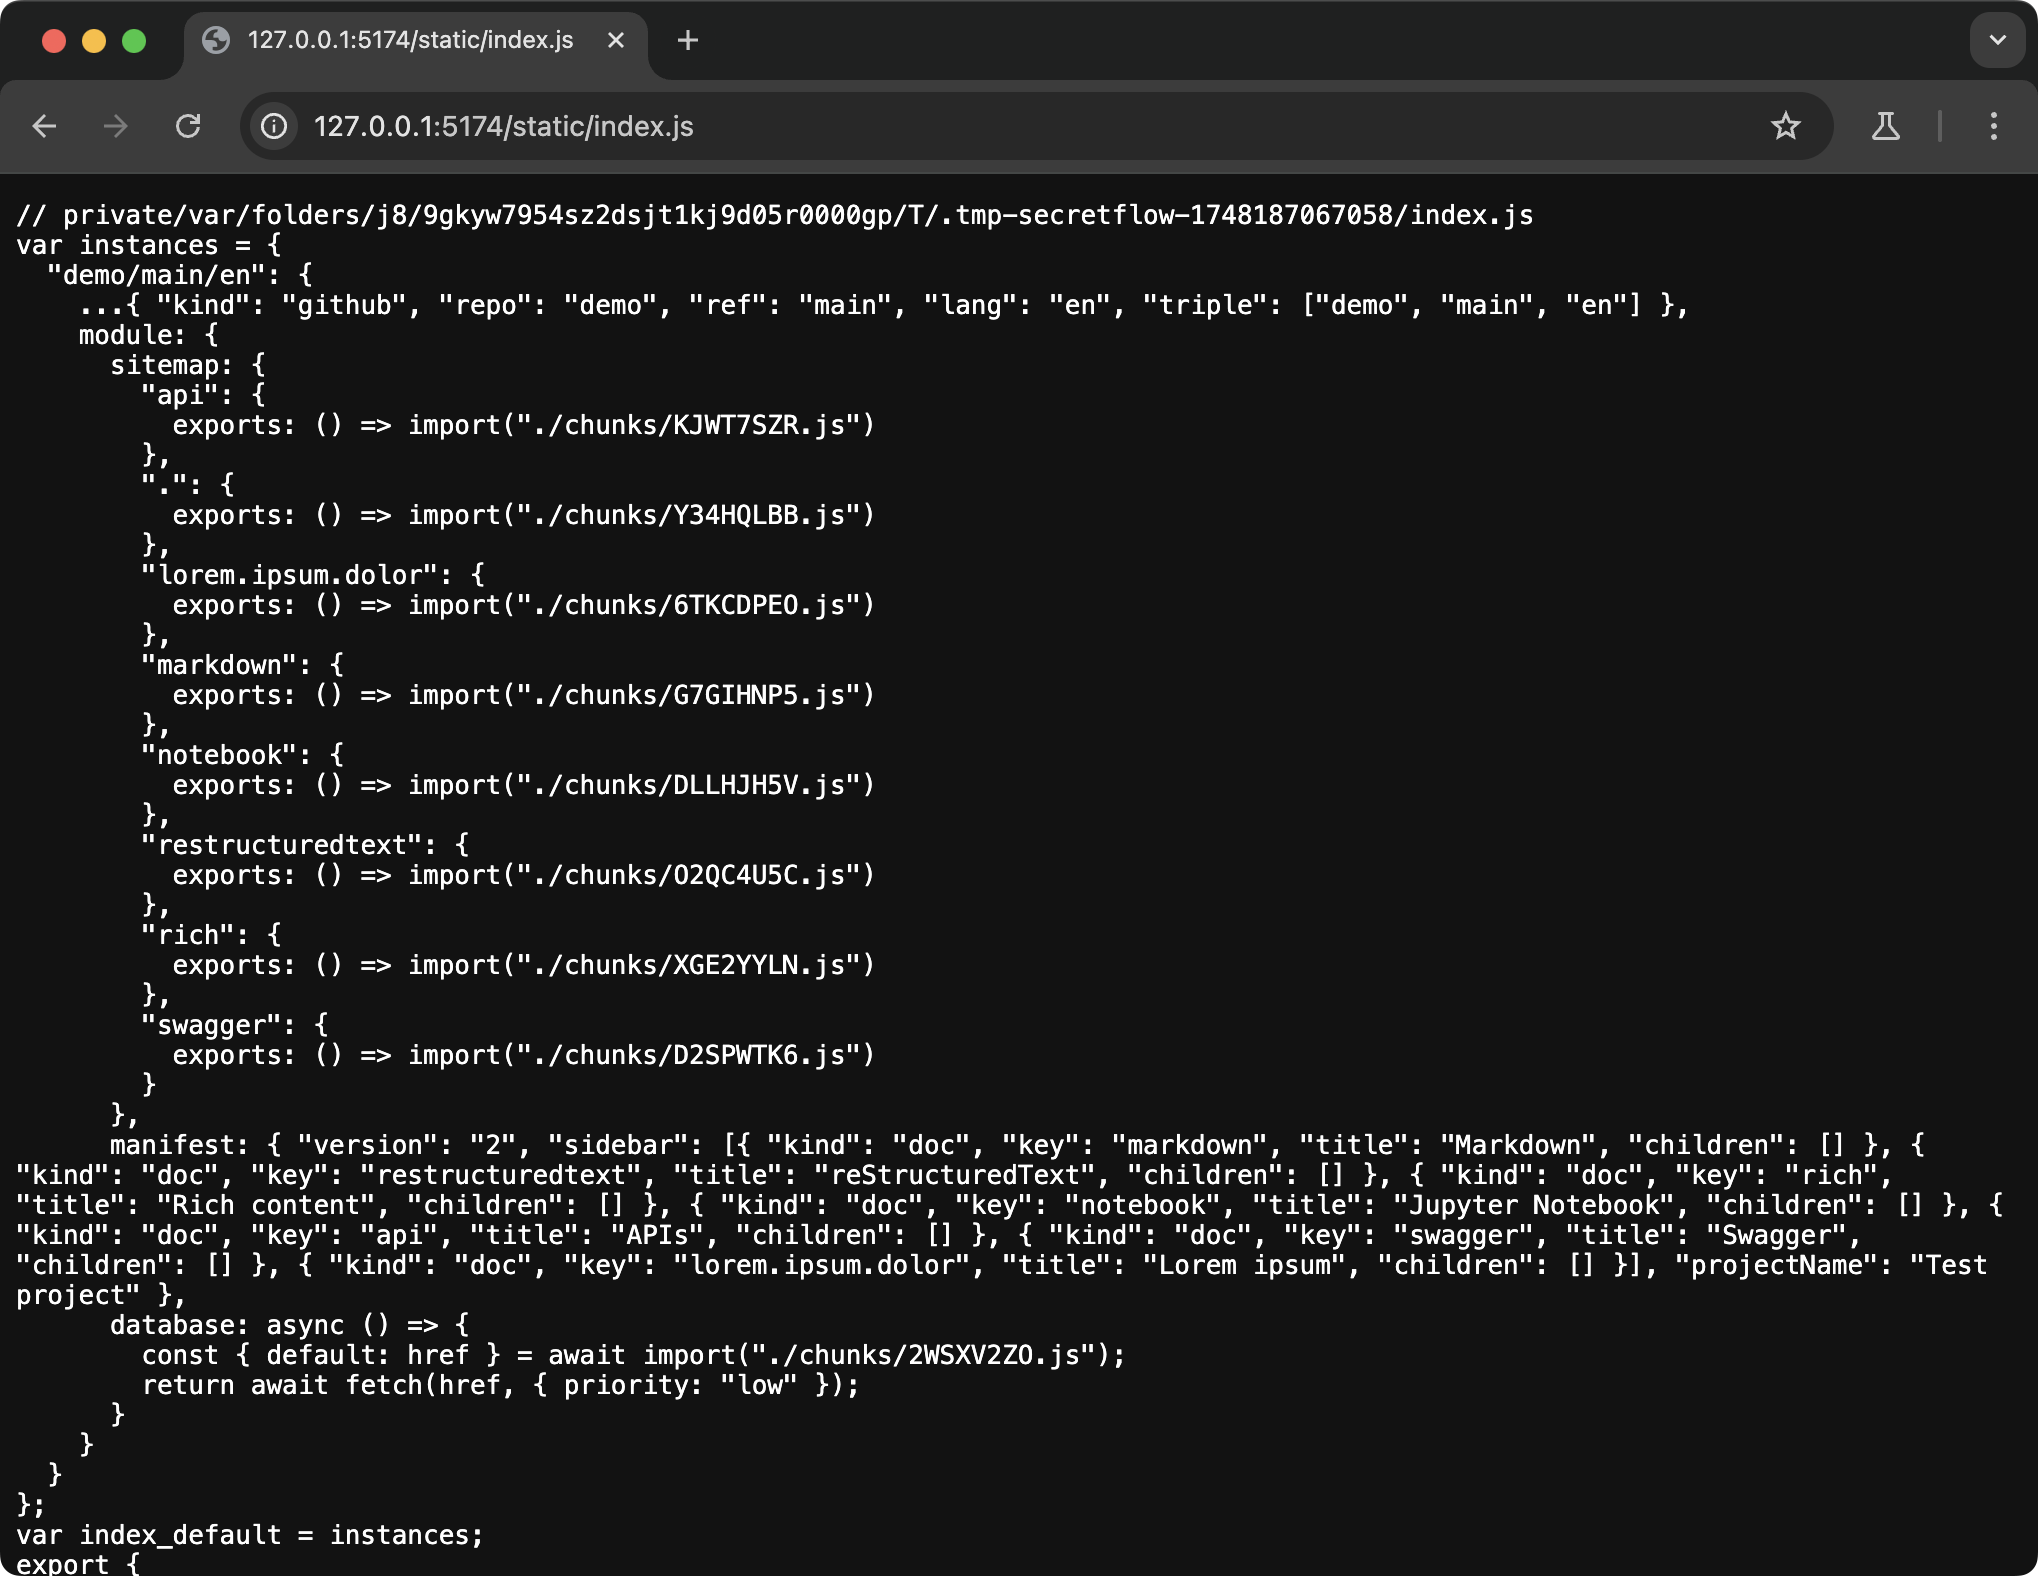 127.0.0.1:5174/static/index.js
127.0.0.1:5174/static/index.js
// private/var/folders/j8/9gkyw7954sz2dsjt1kj9d05r0000gp/T/.tmp-secretflow-1748187067058/index.js
var instances = {
  "demo/main/en": {
    ...{ "kind": "github", "repo": "demo", "ref": "main", "lang": "en", "triple": ["demo", "main", "en"] },
    module: {
      sitemap: {
        "api": {
          exports: () => import("./chunks/KJWT7SZR.js")
        },
        ".": {
          exports: () => import("./chunks/Y34HQLBB.js")
        },
        "lorem.ipsum.dolor": {
          exports: () => import("./chunks/6TKCDPEO.js")
        },
        "markdown": {
          exports: () => import("./chunks/G7GIHNP5.js")
        },
        "notebook": {
          exports: () => import("./chunks/DLLHJH5V.js")
        },
        "restructuredtext": {
          exports: () => import("./chunks/O2QC4U5C.js")
        },
        "rich": {
          exports: () => import("./chunks/XGE2YYLN.js")
        },
        "swagger": {
          exports: () => import("./chunks/D2SPWTK6.js")
        }
      },
      manifest: { "version": "2", "sidebar": [{ "kind": "doc", "key": "markdown", "title": "Markdown", "children": [] }, {
"kind": "doc", "key": "restructuredtext", "title": "reStructuredText", "children": [] }, { "kind": "doc", "key": "rich",
"title": "Rich content", "children": [] }, { "kind": "doc", "key": "notebook", "title": "Jupyter Notebook", "children": [] }, {
"kind": "doc", "key": "api", "title": "APIs", "children": [] }, { "kind": "doc", "key": "swagger", "title": "Swagger",
"children": [] }, { "kind": "doc", "key": "lorem.ipsum.dolor", "title": "Lorem ipsum", "children": [] }], "projectName": "Test
project" },
      database: async () => {
        const { default: href } = await import("./chunks/2WSXV2ZO.js");
        return await fetch(href, { priority: "low" });
      }
    }
  }
};
var index_default = instances;
export {